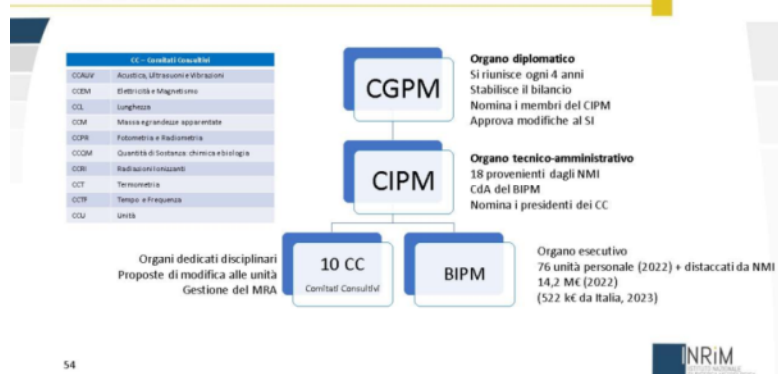 CC – Comitati Consultivi
CCAUV Acustica, Ultrasuoni e Vibrazioni
CCEM Elettricità e Magnetismo
CCL Lunghezza
CCM Massa e grandezze apparentate
CCPR Fotometria e Radiometria
CCQM Quantità di Sostanza: chimica e biologia
CCRI Radiazioni Ionizzanti
CCT Termometria
CCTF Tempo e Frequenza
CCU Unità
CGPM
Organo diplomatico
Si riunisce ogni 4 anni
Stabilisce il bilancio
Nomina i membri del CIPM
Approva modifiche al SI
CIPM
Organo tecnico-amministrativo
18 provenienti dagli NMI
CdA del BIPM
Nomina i presidenti dei CC
Organi dedicati disciplinari
Proposte di modifica alle unità
Gestione del MRA
10 CC
Comitati Consultivi
BIPM
Organo esecutivo
76 unità personale (2022) + distaccati da NMI
14,2 M€ (2022)
(522 k€ da Italia, 2023)
54
INRiM
ISTITUTO NAZIONALE